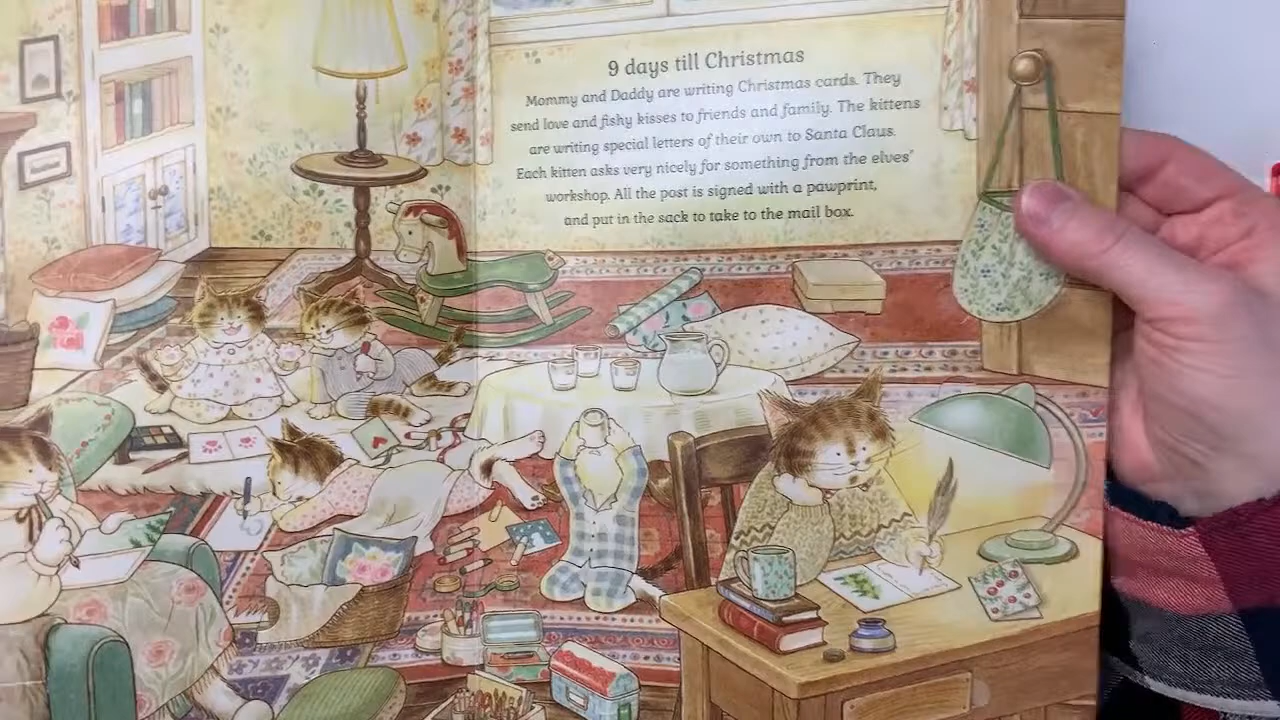 9 days till Christmas
Mommy and Daddy are writing Christmas cards. They
send love and fishy kisses to friends and family. The kittens
are writing special letters of their own to Santa Claus.
Each kitten asks very nicely for something from the elves'
workshop. All the post is signed with a pawprint,
and put in the sack to take to the mail box.